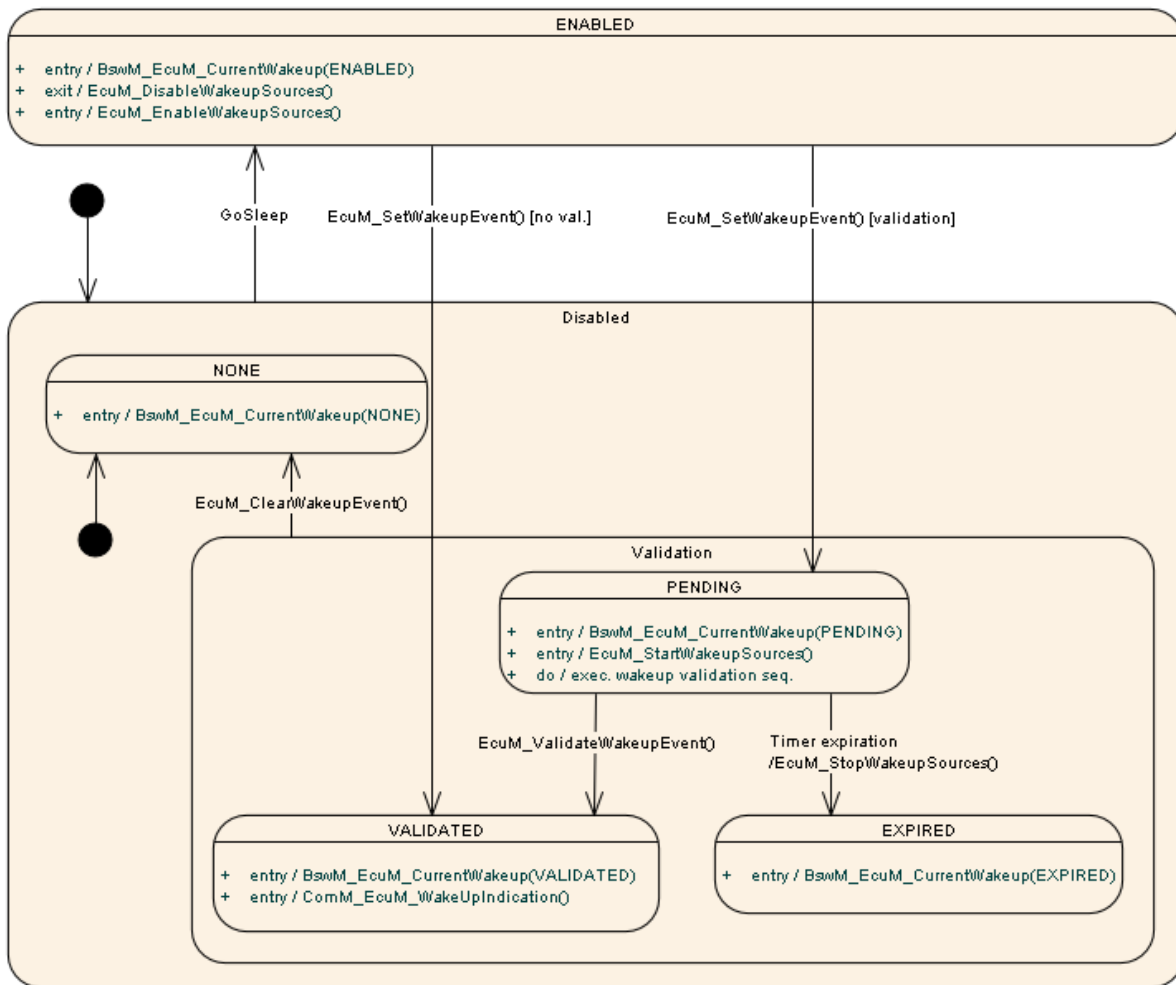 ENABLED
+ entry / BswM_EcuM_CurrentWakeup(ENABLED)
+ exit / EcuM_DisableWakeupSources()
+ entry / EcuM_EnableWakeupSources()
GoSleep
EcuM_SetWakeupEvent() [no val.]
EcuM_SetWakeupEvent() [validation]
Disabled
NONE
+ entry / BswM_EcuM_CurrentWakeup(NONE)
EcuM_ClearWakeupEvent()
Validation
PENDING
+ entry / BswM_EcuM_CurrentWakeup(PENDING)
+ entry / EcuM_StartWakeupSources()
+ do / exec. wakeup validation seq.
EcuM_ValidateWakeupEvent()
Timer expiration
/EcuM_StopWakeupSources()
VALIDATED
+ entry / BswM_EcuM_CurrentWakeup(VALIDATED)
+ entry / ComM_EcuM_WakeUpIndication()
EXPIRED
+ entry / BswM_EcuM_CurrentWakeup(EXPIRED)